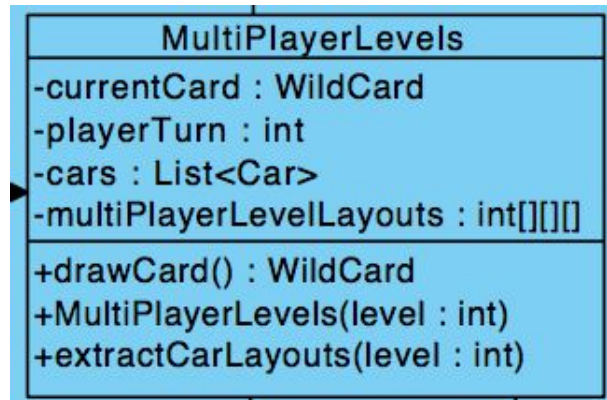 MultiPlayerLevels
-currentCard : WildCard
-playerTurn : int
-cars : List<Car>
-multiPlayerLevelLayouts : int[][][]
+drawCard() : WildCard
+MultiPlayerLevels(level : int)
+extractCarLayouts(level : int)